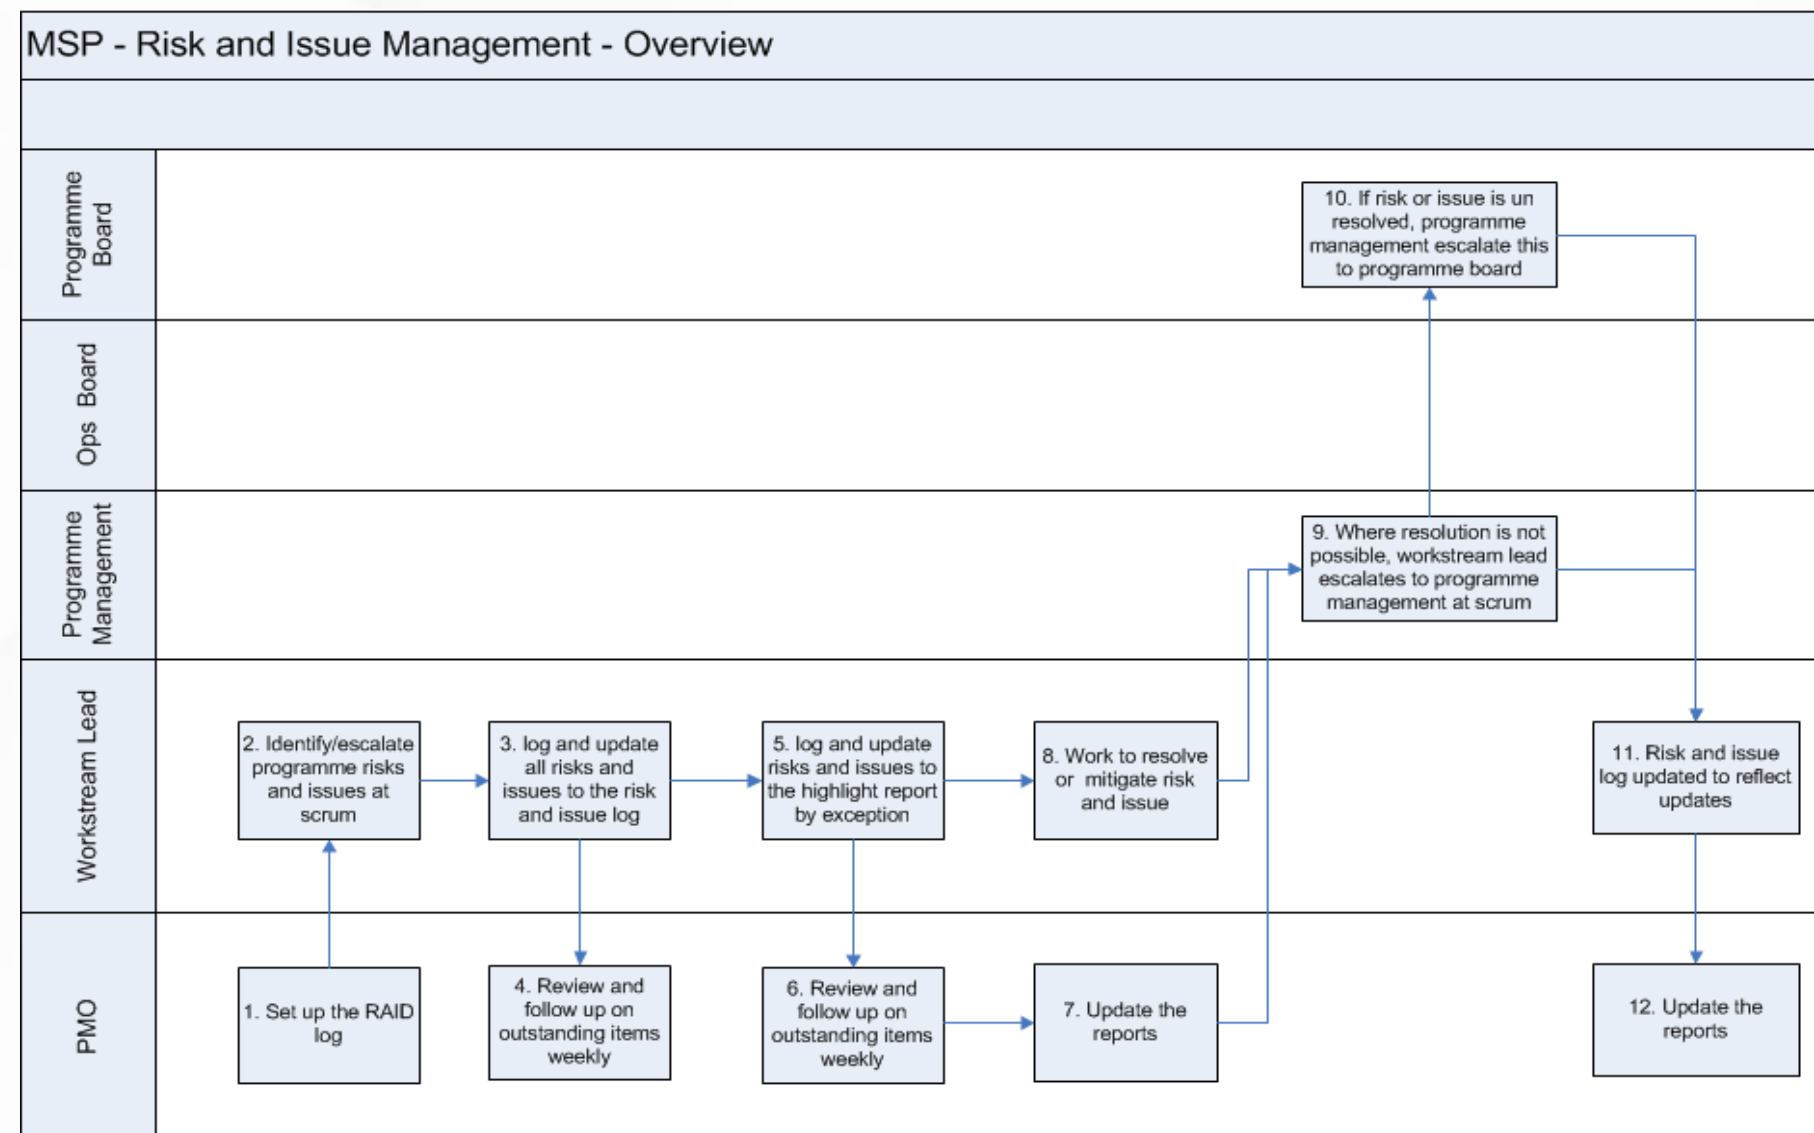 MSP - Risk and Issue Management - Overview
Programme
Board
10. If risk or issue is un
resolved, programme
management escalate this
to programme board
Ops Board
Programme
Management
9. Where resolution is not
possible, workstream lead
escalates to programme
management at scrum
Workstream Lead
2. Identify/escalate
programme risks
and issues at
scrum
3. log and update
all risks and
issues to the risk
and issue log
5. log and update
risks and issues to
the highlight report
by exception
8. Work to resolve
or mitigate risk
and issue
11. Risk and issue
log updated to reflect
updates
PMO
1. Set up the RAID
log
4. Review and
follow up on
outstanding items
weekly
6. Review and
follow up on
outstanding items
weekly
7. Update the
reports
12. Update the
reports